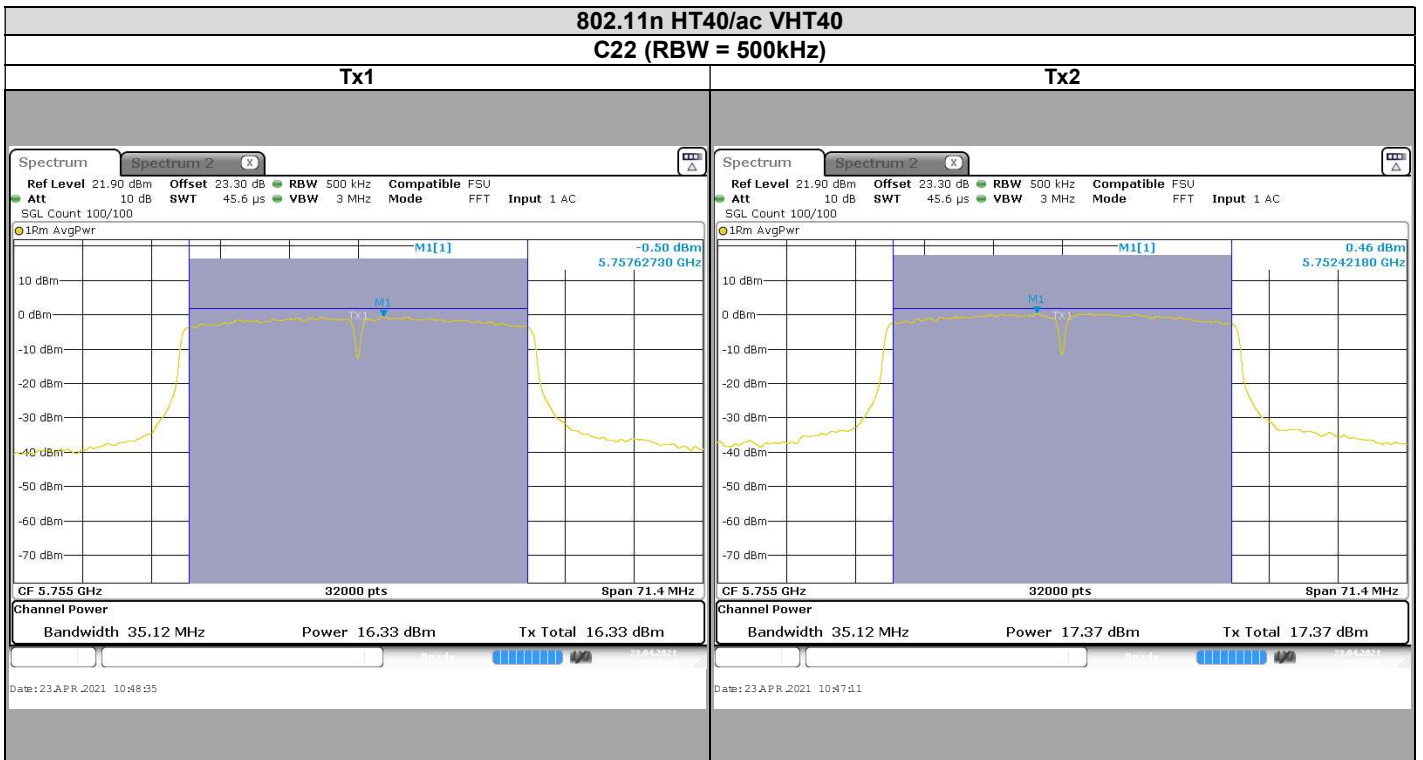 802.11n HT40/ac VHT40
C22 (RBW = 500kHz)
Tx1
Spectrum Spectrum 2 X
Ref Level 21.90 dBm Offset 23.30 dB RBW 500 kHz Compatible FSU
Att 10 dB SWT 45.6 µs VBW 3 MHz Mode FFT Input 1 AC
SGL Count 100/100
1Rm AvgPwr
M1[1] -0.50 dBm
5.75762730 GHz
10 dBm
M1
0 dBm TX1
-10 dBm
-20 dBm
-30 dBm
-40 dBm
-50 dBm
-60 dBm
-70 dBm
CF 5.755 GHz 32000 pts Span 71.4 MHz
Channel Power
Bandwidth 35.12 MHz Power 16.33 dBm Tx Total 16.33 dBm
Ready LXI 23.04.2021
Date: 23.APR.2021 10:48:35
Tx2
Spectrum Spectrum 2 X
Ref Level 21.90 dBm Offset 23.30 dB RBW 500 kHz Compatible FSU
Att 10 dB SWT 45.6 µs VBW 3 MHz Mode FFT Input 1 AC
SGL Count 100/100
1Rm AvgPwr
M1[1] 0.46 dBm
5.75242180 GHz
10 dBm
M1
0 dBm TX1
-10 dBm
-20 dBm
-30 dBm
-40 dBm
-50 dBm
-60 dBm
-70 dBm
CF 5.755 GHz 32000 pts Span 71.4 MHz
Channel Power
Bandwidth 35.12 MHz Power 17.37 dBm Tx Total 17.37 dBm
Ready LXI 23.04.2021
Date: 23.APR.2021 10:47:11